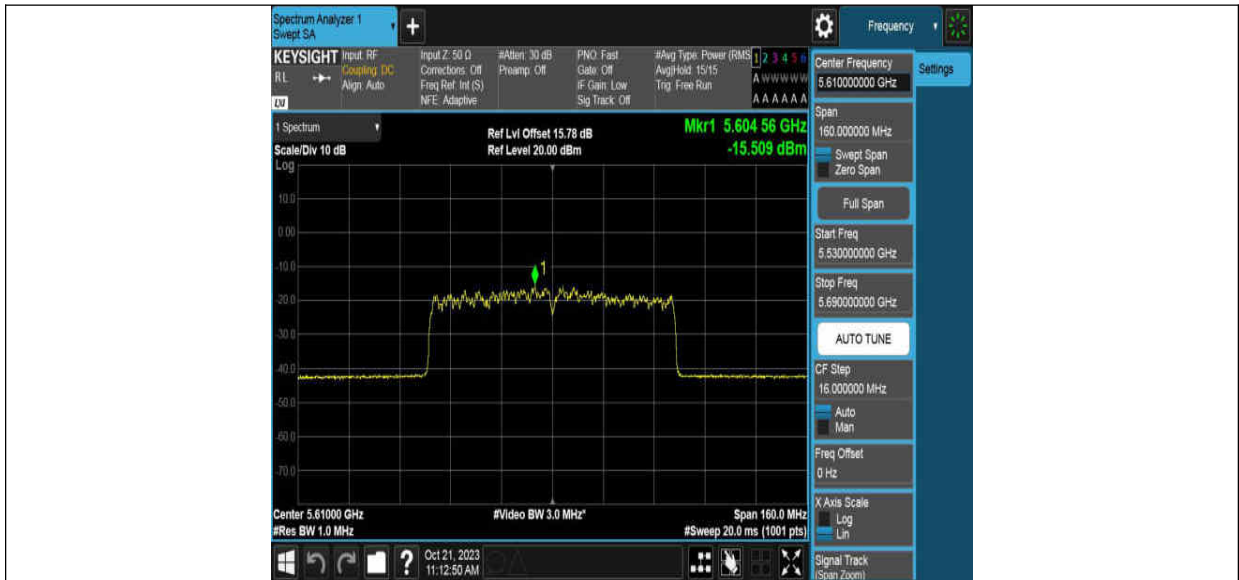 Spectrum Analyzer 1
Swept SA
+
Frequency
KEYSIGHT
RL
LXI
Input: RF
Coupling: DC
Align: Auto
Input Z: 50 Ω
Corrections: Off
Freq Ref: Int (S)
NFE: Adaptive
#Atten: 30 dB
Preamp: Off
PNO: Fast
Gate: Off
IF Gain: Low
Sig Track: Off
#Avg Type: Power (RMS
Avg|Hold: 15/15
Trig: Free Run
1 2 3 4 5 6
A W W W W W
A A A A A A
1 Spectrum
Scale/Div 10 dB
Ref Lvl Offset 15.78 dB
Ref Level 20.00 dBm
Mkr1 5.604 56 GHz
-15.509 dBm
Log
10.0
0.00
-10.0
-20.0
-30.0
-40.0
-50.0
-60.0
-70.0
1
Center 5.61000 GHz
#Res BW 1.0 MHz
#Video BW 3.0 MHz*
Span 160.0 MHz
#Sweep 20.0 ms (1001 pts)
?
Oct 21, 2023
11:12:50 AM
Center Frequency
5.610000000 GHz
Settings
Span
160.000000 MHz
Swept Span
Zero Span
Full Span
Start Freq
5.530000000 GHz
Stop Freq
5.690000000 GHz
AUTO TUNE
CF Step
16.000000 MHz
Auto
Man
Freq Offset
0 Hz
X Axis Scale
Log
Lin
Signal Track
(Span Zoom)